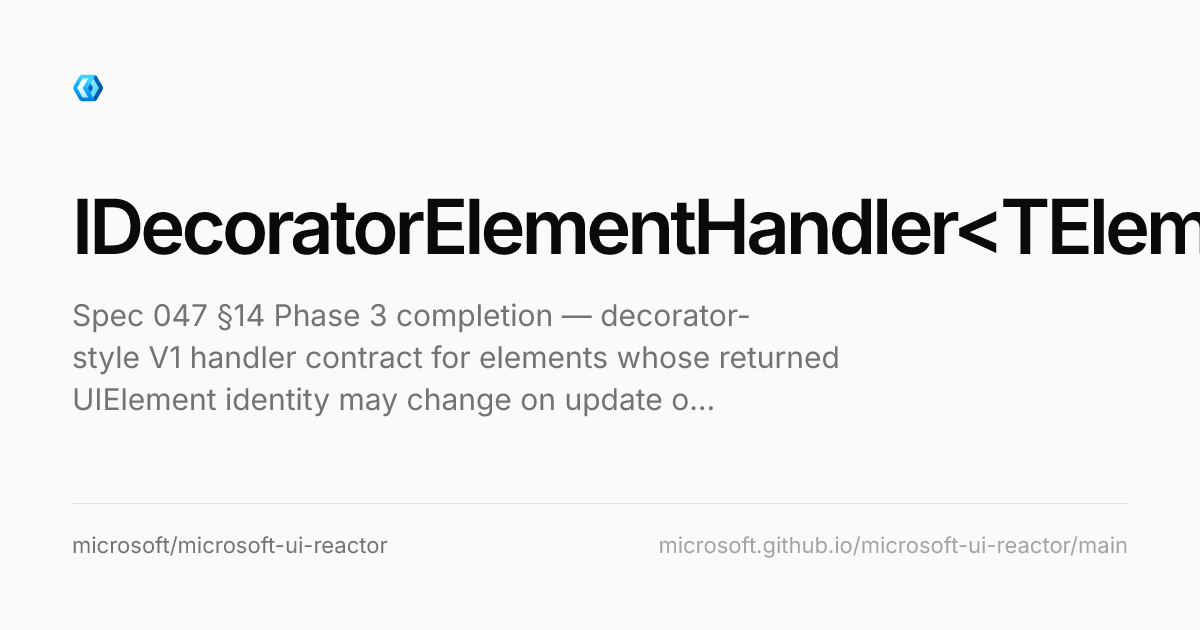 IDecoratorElementHandler<TElem
Spec 047 §14 Phase 3 completion — decorator-
style V1 handler contract for elements whose returned
UIElement identity may change on update o...
microsoft/microsoft-ui-reactor
microsoft.github.io/microsoft-ui-reactor/main